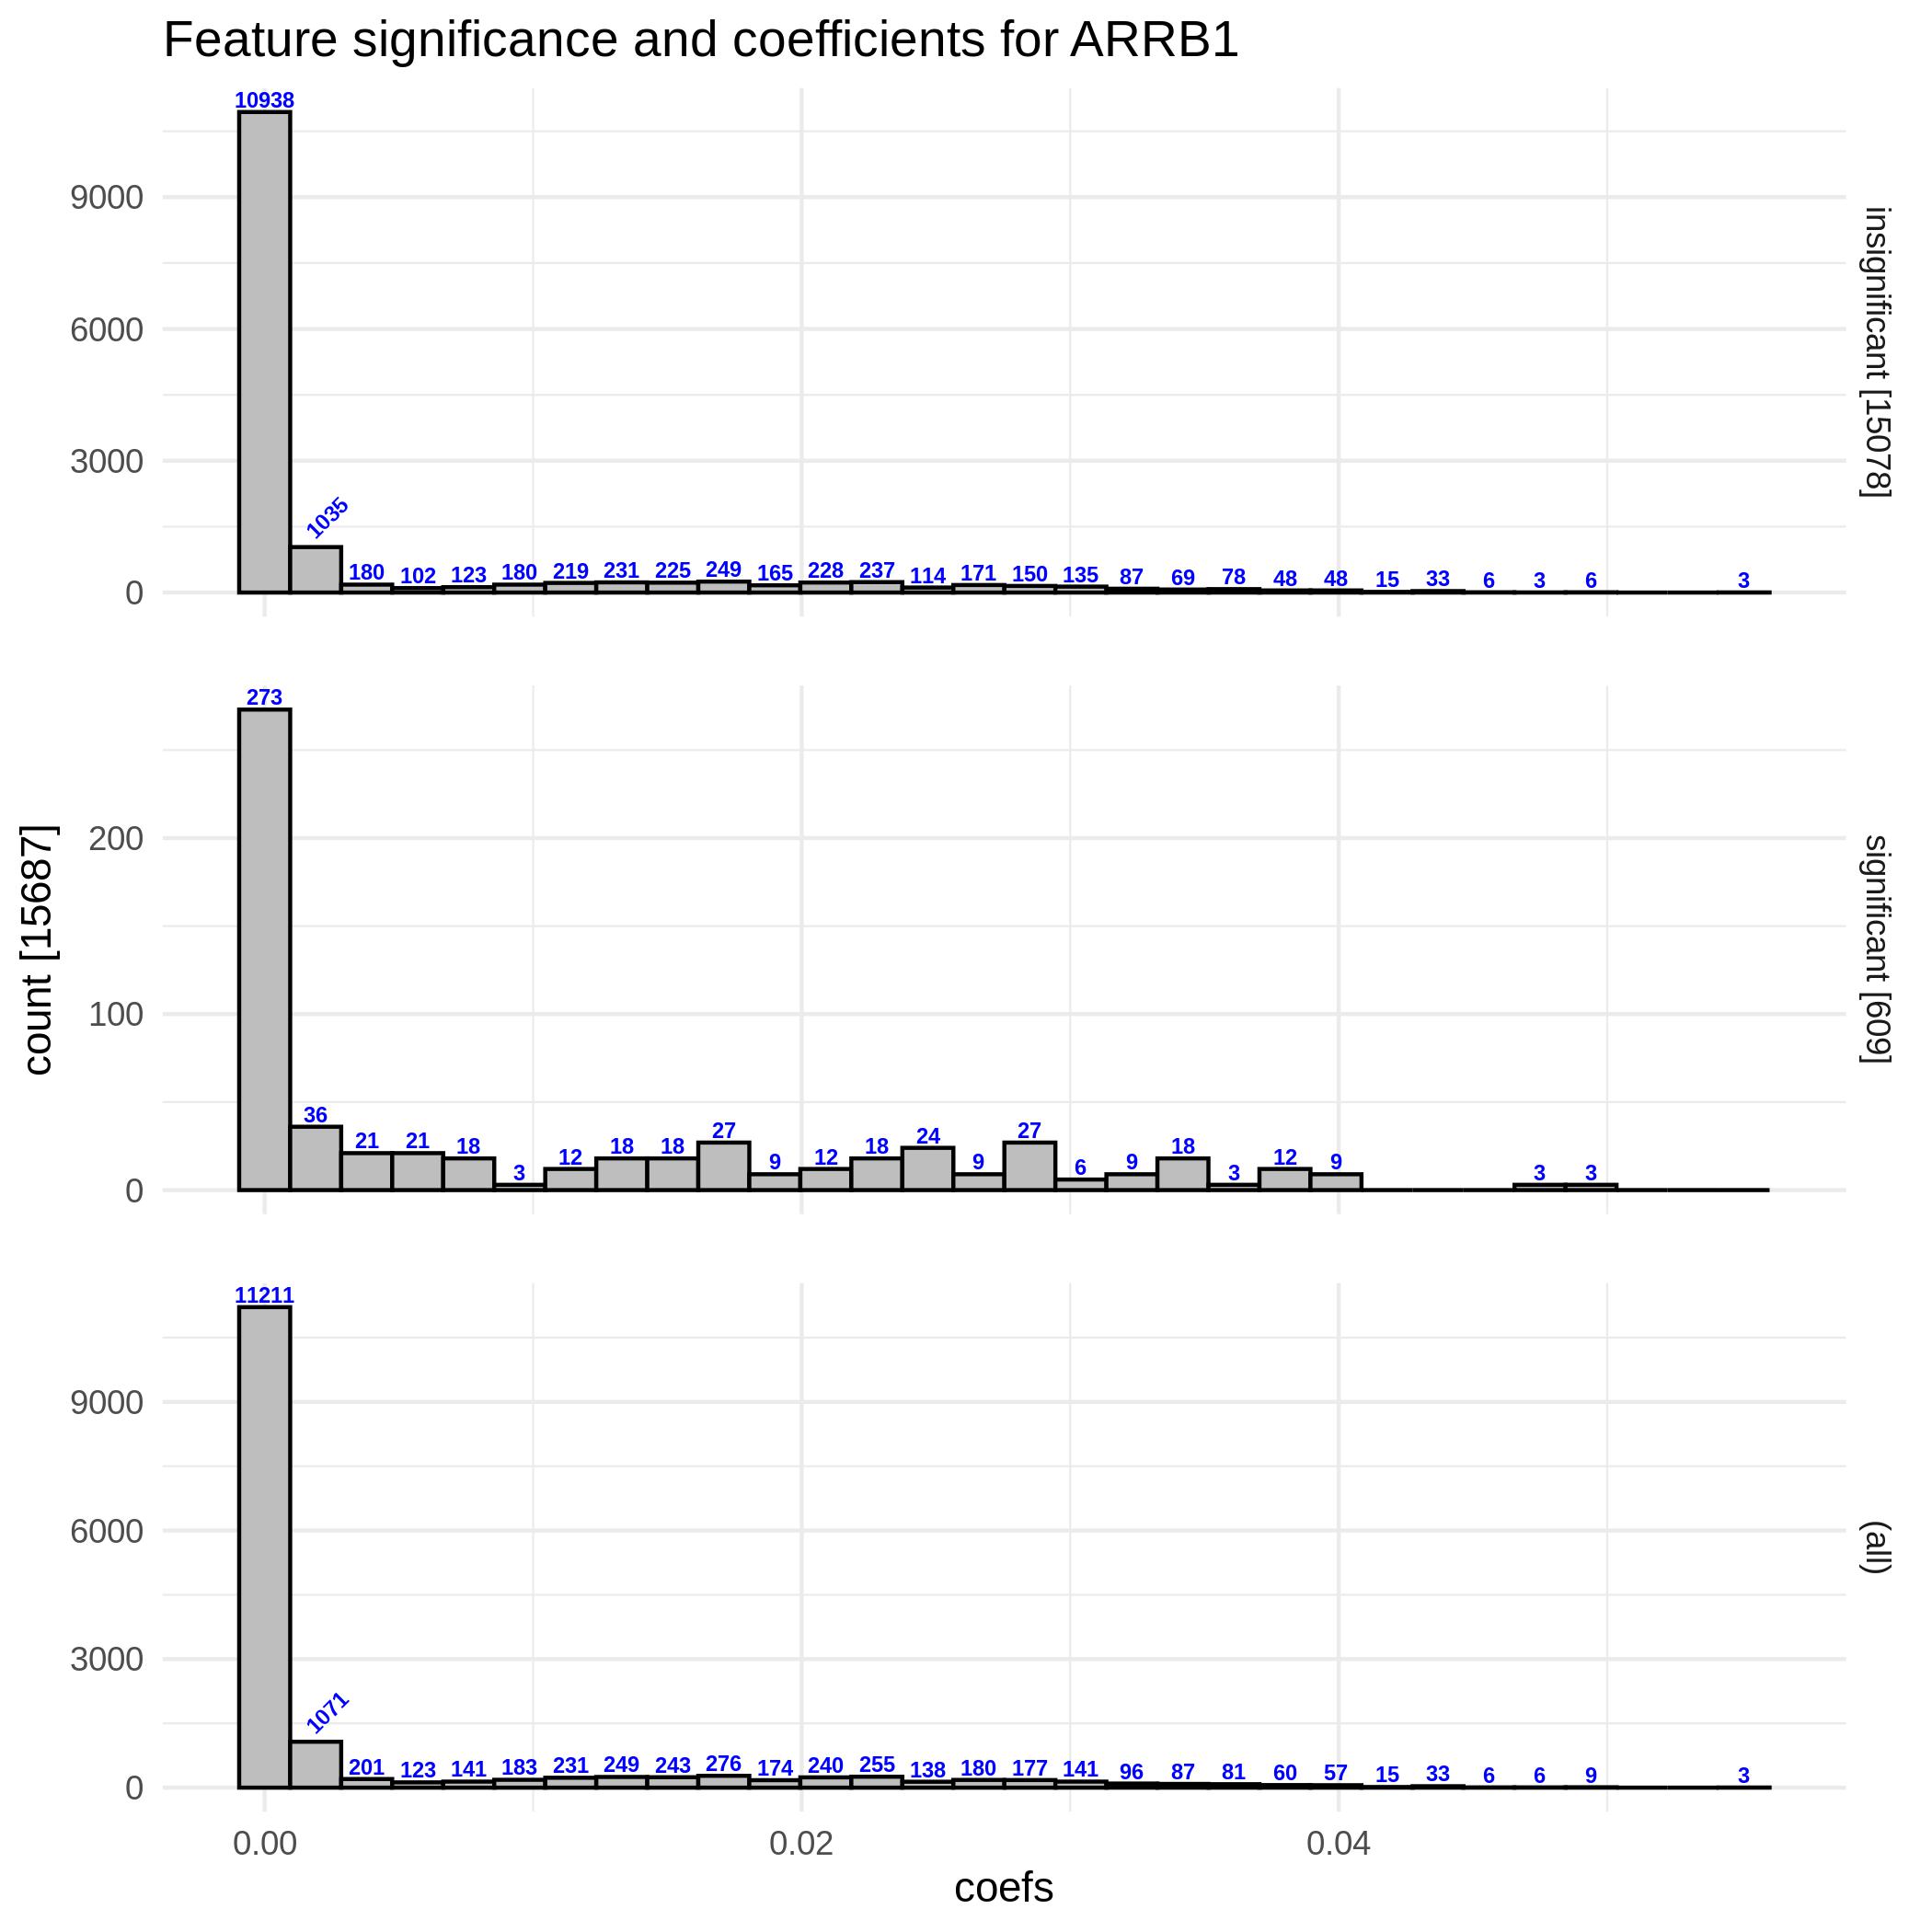 Feature significance and coefficients for ARRB1
10938
9000
6000
3000
0
1035
180 102 123 180 219 231 225 249 165 228 237 114 171 150 135 87 69 78 48 48 15 33 6 3 6 3
insignificant [15078]
count [15687]
273
200
100
0
36 21 21 18 3 12 18 18 27 9 12 18 24 9 27 6 9 18 3 12 9 3 3
significant [609]
11211
9000
6000
3000
0
1071
201 123 141 183 231 249 243 276 174 240 255 138 180 177 141 96 87 81 60 57 15 33 6 6 9 3
(all)
0.00 0.02 0.04
coefs